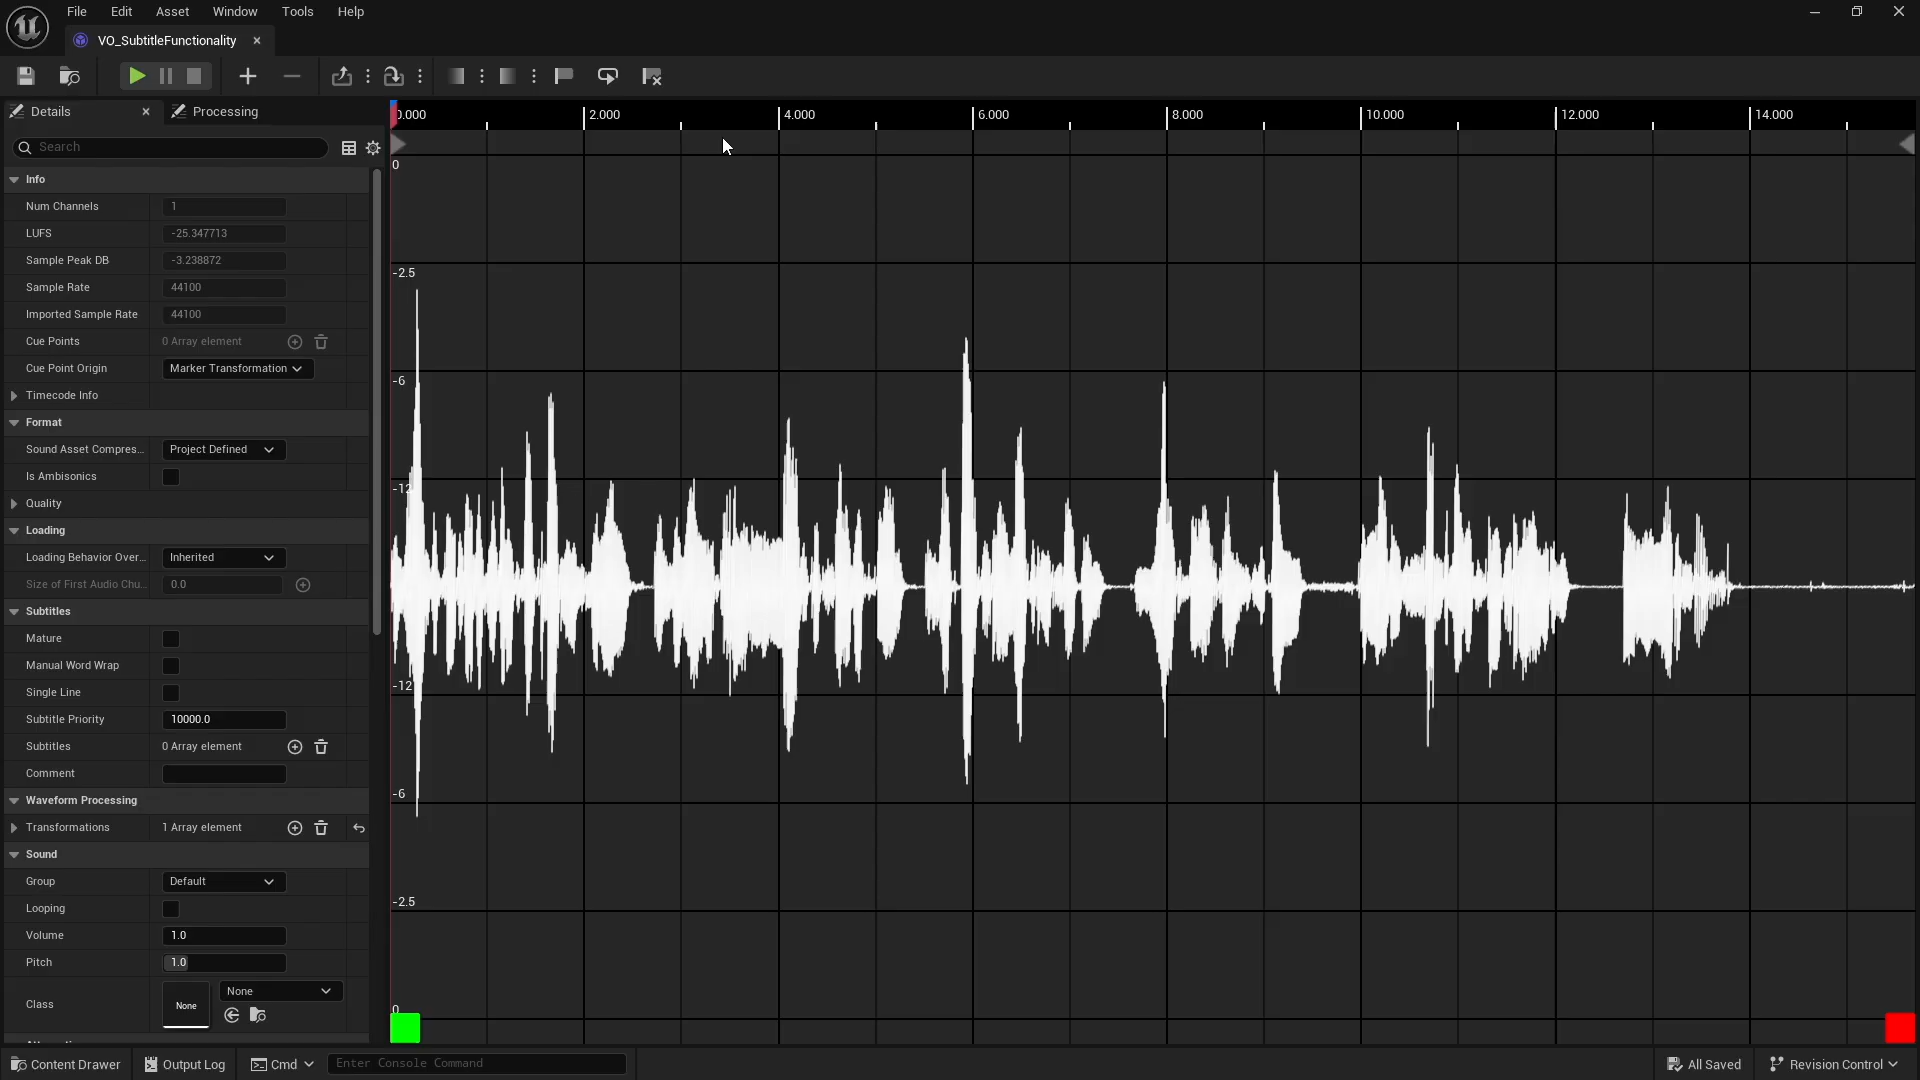 File Edit Asset Window Tools Help
VO_SubtitleFunctionality
Details
Processing
Search
Info
Num Channels 1
LUFS -25.347713
Sample Peak DB -3.238872
Sample Rate 44100
Imported Sample Rate 44100
Cue Points 0 Array element
Cue Point Origin Marker Transformation
Timecode Info
Format
Sound Asset Compres... Project Defined
Is Ambisonics
Quality
Loading
Loading Behavior Over... Inherited
Size of First Audio Chu... 0.0
Subtitles
Mature
Manual Word Wrap
Single Line
Subtitle Priority 10000.0
Subtitles 0 Array element
Comment
Waveform Processing
Transformations 1 Array element
Sound
Group Default
Looping
Volume 1.0
Pitch 1.0
Class None None
0.000 2.000 4.000 6.000 8.000 10.000 12.000 14.000
0
-2.5
-6
-12
-12
-6
-2.5
0
Content Drawer Output Log Cmd Enter Console Command All Saved Revision Control